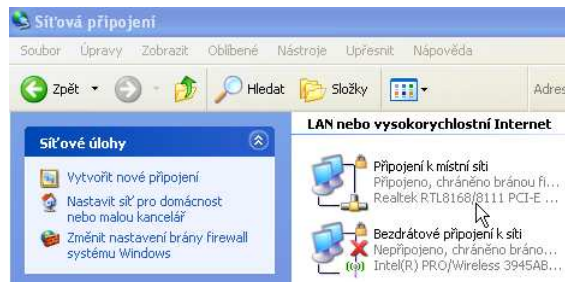 Síťová připojení
Soubor Úpravy Zobrazit Oblíbené Nástroje Upřesnit Nápověda
Zpět Hledat Složky Adres
LAN nebo vysokorychlostní Internet
Síťové úlohy
Vytvořit nové připojení
Nastavit síť pro domácnost
nebo malou kancelář
Změnit nastavení brány firewall
systému Windows
Připojení k místní síti
Připojeno, chráněno bránou fi...
Realtek RTL8168/8111 PCI-E ...
Bezdrátové připojení k síti
Nepřipojeno, chráněno bráno...
Intel(R) PRO/Wireless 3945AB...